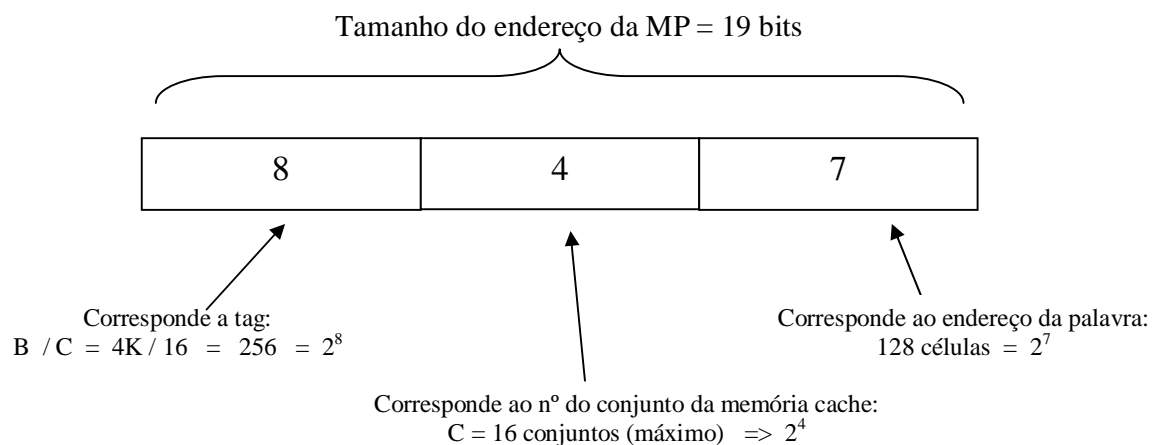 Tamanho do endereço da MP = 19 bits
8 4 7
Corresponde a tag:
B / C = 4K / 16 = 256 = 2⁸
Corresponde ao endereço da palavra:
128 células = 2⁷
Corresponde ao nº do conjunto da memória cache:
C = 16 conjuntos (máximo) => 2⁴